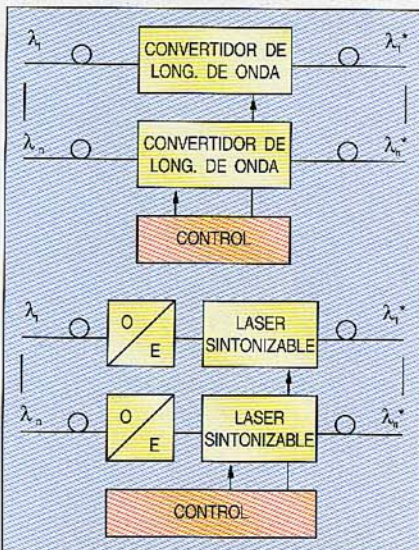 λ₁ CONVERTIDOR DE LONG. DE ONDA λ₁*
λₙ CONVERTIDOR DE LONG. DE ONDA λₙ*
CONTROL
λ₁ O E LASER SINTONIZABLE λ₁*
λₙ O E LASER SINTONIZABLE λₙ*
CONTROL